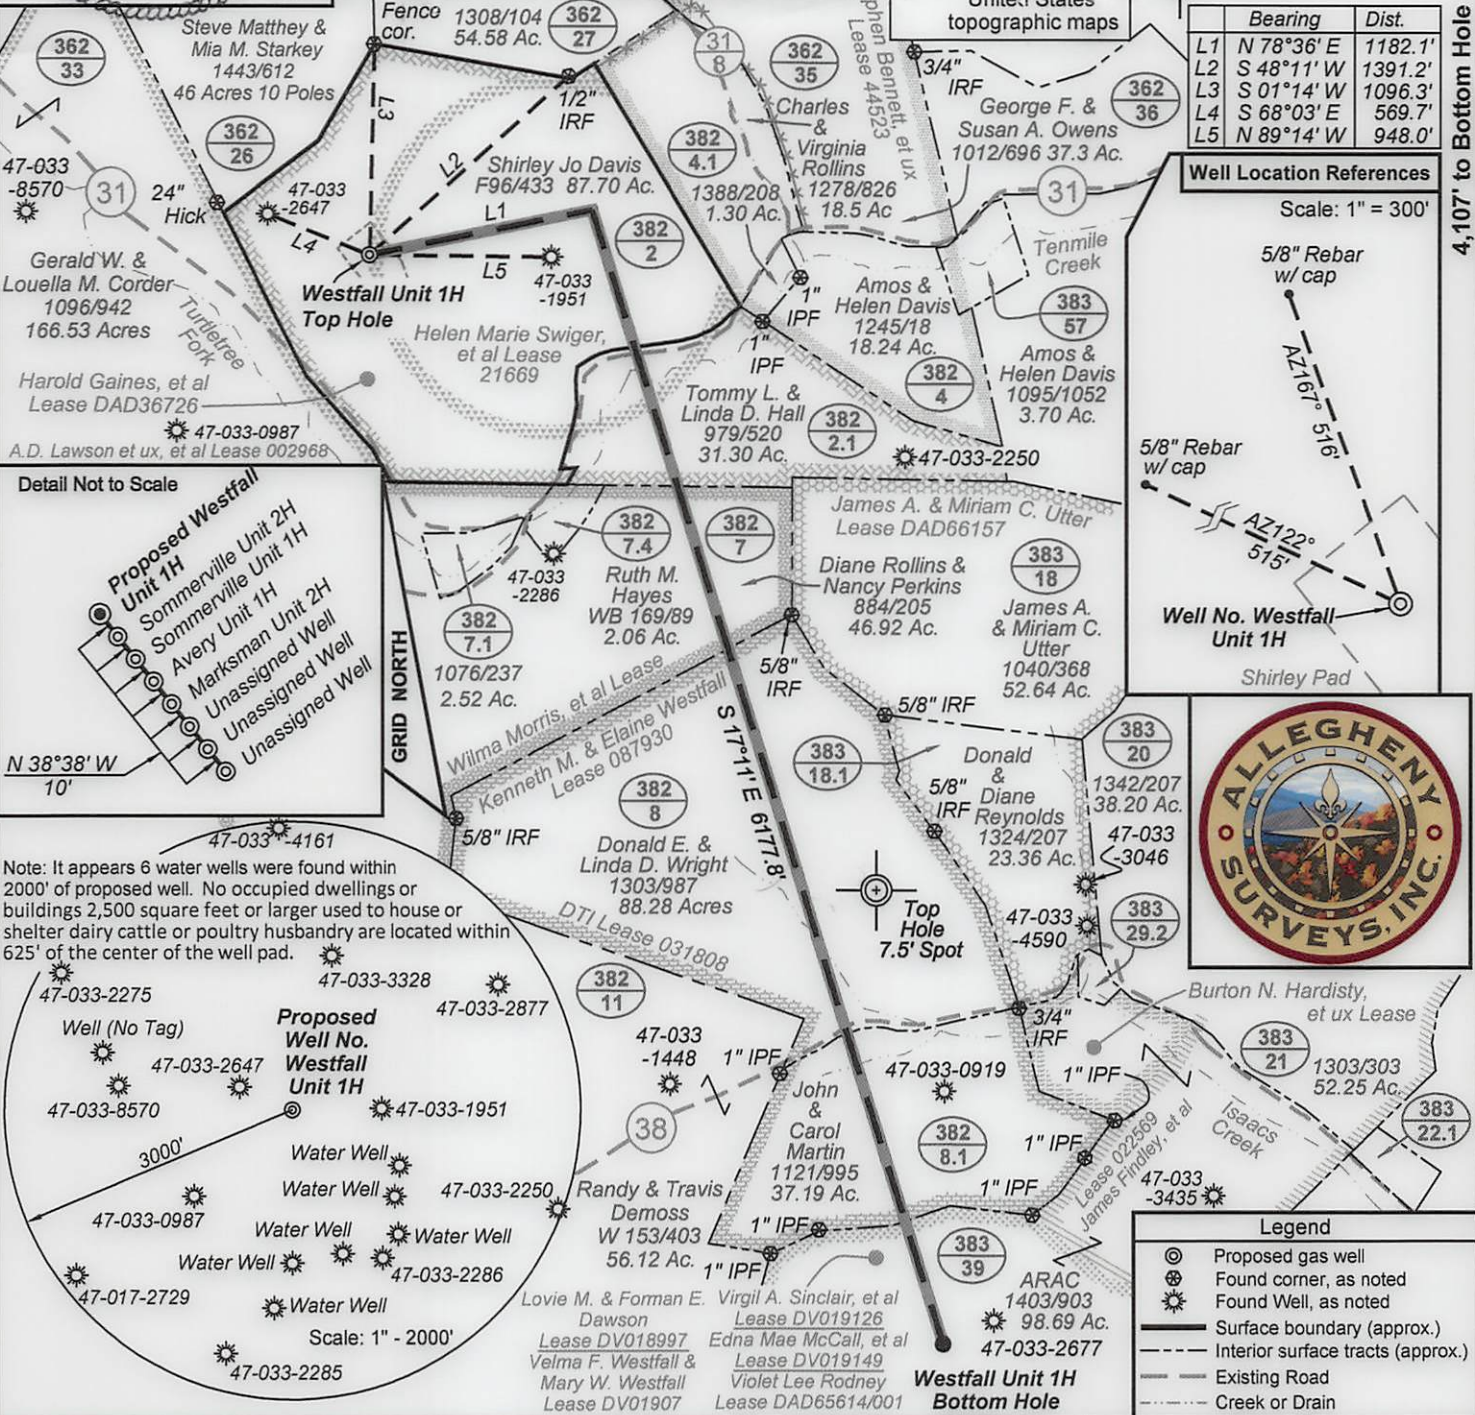 Fence
cor.
1308/104
54.58 Ac.
362
27
United States
topographic maps
362
33
Steve Matthey &
Mia M. Starkey
1443/612
46 Acres 10 Poles
362
26
47-033
-8570
31
24"
Hick
47-033
-2647
L3
L2
L4
L1
L5
1/2"
IRF
Shirley Jo Davis
F96/433 87.70 Ac.
382
2
47-033
-1951
Westfall Unit 1H
Top Hole
Helen Marie Swiger,
et al Lease
21669
Gerald W. &
Louella M. Corder
1096/942
166.53 Acres
Turtletree
Fork
Harold Gaines, et al
Lease DAD36726
47-033-0987
A.D. Lawson et ux, et al Lease 002968
31
8
362
35
Bennett, et ux
Lease 44523
3/4"
IRF
Charles
&
Virginia
Rollins
1278/826
18.5 Ac
382
4.1
1388/208
1.30 Ac.
George F. &
Susan A. Owens
1012/696 37.3 Ac.
362
36
31
Tenmile
Creek
1"
IPF
1"
IPF
Amos &
Helen Davis
1245/18
18.24 Ac.
382
4
383
57
Amos &
Helen Davis
1095/1052
3.70 Ac.
Tommy L. &
Linda D. Hall
979/520
31.30 Ac.
382
2.1
47-033-2250
Bearing Dist.
L1 N 78°36' E 1182.1'
L2 S 48°11' W 1391.2'
L3 S 01°14' W 1096.3'
L4 S 68°03' E 569.7'
L5 N 89°14' W 948.0'
4,107' to Bottom Hole
Well Location References
Scale: 1" = 300'
5/8" Rebar
w/ cap
AZ167° 516'
5/8" Rebar
w/ cap
AZ122°
515'
Well No. Westfall
Unit 1H
Shirley Pad
Detail Not to Scale
Proposed Westfall
Unit 1H
Sommerville Unit 2H
Sommerville Unit 1H
Avery Unit 1H
Marksman Unit 2H
Unassigned Well
Unassigned Well
Unassigned Well
N 38°38' W
10'
GRID NORTH
382
7.4
382
7
47-033
-2286
382
7.1
1076/237
2.52 Ac.
Ruth M.
Hayes
WB 169/89
2.06 Ac.
James A. & Miriam C. Utter
Lease DAD66157
Diane Rollins &
Nancy Perkins
884/205
46.92 Ac.
383
18
James A.
& Miriam C.
Utter
1040/368
52.64 Ac.
5/8"
IRF
5/8" IRF
Wilma Morris, et al Lease
Kenneth M. & Elaine Westfall
Lease 087930
S 17°11' E 6177.8'
383
18.1
Donald
&
Diane
Reynolds
1324/207
23.36 Ac.
5/8"
IRF
383
20
1342/207
38.20 Ac.
47-033
-3046
47-033
-4590
383
29.2
ALLEGHENY
SURVEYS, INC.
5/8" IRF
382
8
Donald E. &
Linda D. Wright
1303/987
88.28 Acres
Top
Hole
7.5' Spot
DTI Lease 031808
382
11
47-033-4161
Note: It appears 6 water wells were found within
2000' of proposed well. No occupied dwellings or
buildings 2,500 square feet or larger used to house or
shelter dairy cattle or poultry husbandry are located within
625' of the center of the well pad.
47-033-2275
47-033-3328
47-033-2877
Well (No Tag)
47-033-2647
47-033-8570
Proposed
Well No.
Westfall
Unit 1H
47-033-1951
3000'
Water Well
Water Well
47-033-2250
47-033-0987
Water Well
Water Well
Water Well
47-033-2286
47-017-2729
Water Well
Scale: 1" - 2000'
47-033-2285
47-033
-1448
1" IPF
38
John
&
Carol
Martin
1121/995
37.19 Ac.
47-033-0919
3/4"
IRF
1" IPF
Burton N. Hardisty,
et ux Lease
383
21
1303/303
52.25 Ac.
Isaacs
Creek
383
22.1
382
8.1
1" IPF
1" IPF
Lease 022569
James Findley, et al
47-033
-3435
Randy & Travis
Demoss
W 153/403
56.12 Ac.
1" IPF
1" IPF
383
39
ARAC
1403/903
98.69 Ac.
47-033-2677
Lovie M. & Forman E.
Dawson
Lease DV018997
Velma F. Westfall &
Mary W. Westfall
Lease DV01907
Virgil A. Sinclair, et al
Lease DV019126
Edna Mae McCall, et al
Lease DV019149
Violet Lee Rodney
Lease DAD65614/001
Westfall Unit 1H
Bottom Hole
Legend
Proposed gas well
Found corner, as noted
Found Well, as noted
Surface boundary (approx.)
Interior surface tracts (approx.)
Existing Road
Creek or Drain